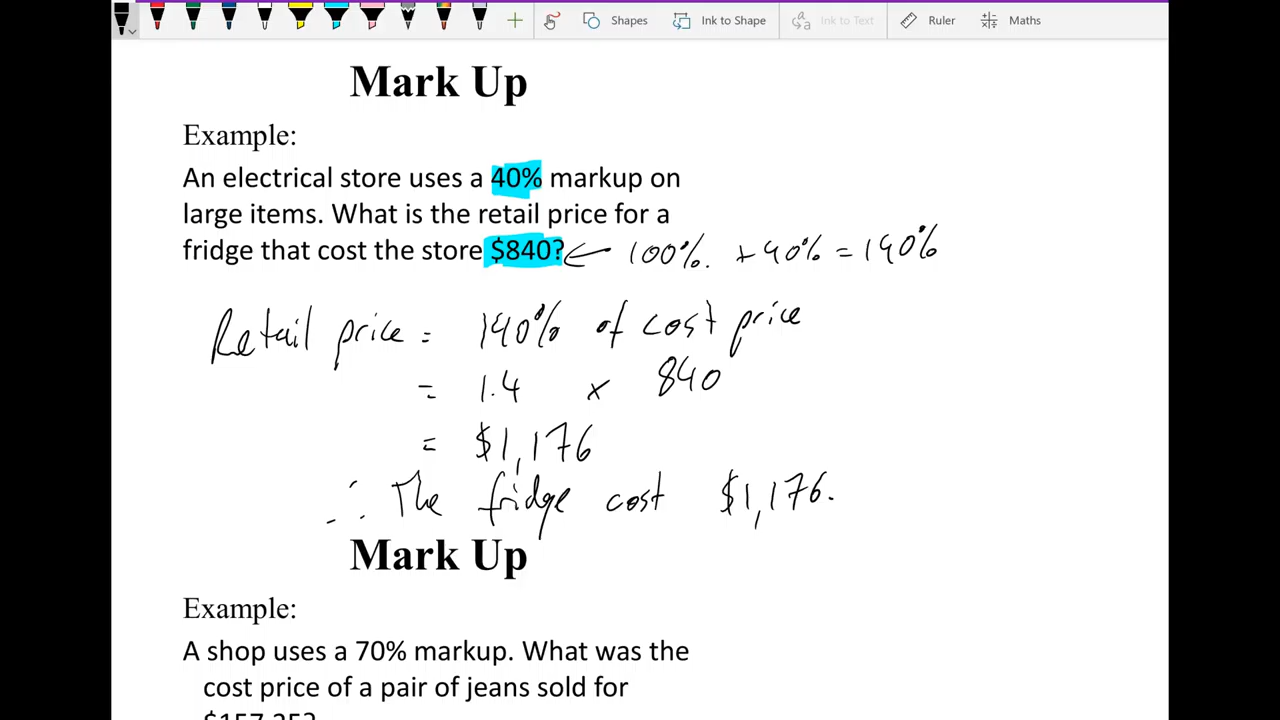 Shapes Ink to Shape Ink to Text Ruler Maths
Mark Up
Example:
An electrical store uses a 40% markup on
large items. What is the retail price for a
fridge that cost the store $840? ← 100%. + 40% = 140%
Retail price = 140% of cost price
= 1.4 x 840
= $1,176
∴ The fridge cost $1,176.
Mark Up
Example:
A shop uses a 70% markup. What was the
cost price of a pair of jeans sold for
$157.25?